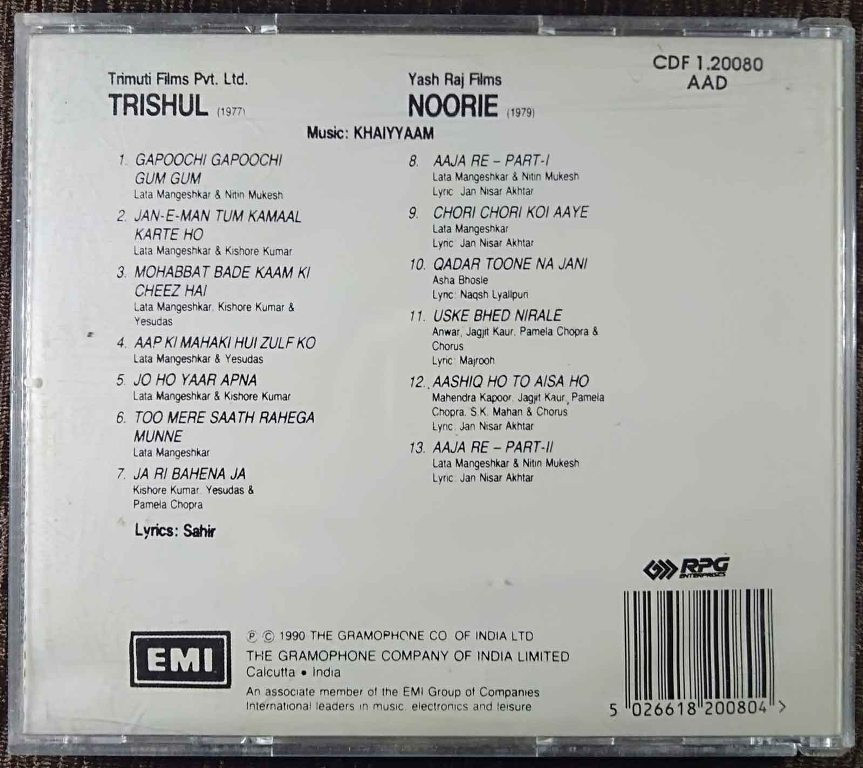 CDF 1.20080
AAD
Trimuti Films Pvt. Ltd.
TRISHUL (1977)
Yash Raj Films
NOORIE (1979)
Music: KHAIYYAAM
1. GAPOOCHI GAPOOCHI
GUM GUM
Lata Mangeshkar & Nitin Mukesh
2. JAN-E-MAN TUM KAMAAL
KARTE HO
Lata Mangeshkar & Kishore Kumar
3. MOHABBAT BADE KAAM KI
CHEEZ HAI
Lata Mangeshkar, Kishore Kumar &
Yesudas
4. AAP KI MAHAKI HUI ZULF KO
Lata Mangeshkar & Yesudas
5. JO HO YAAR APNA
Lata Mangeshkar & Kishore Kumar
6. TOO MERE SAATH RAHEGA
MUNNE
Lata Mangeshkar
7. JA RI BAHENA JA
Kishore Kumar, Yesudas &
Pamela Chopra
Lyrics: Sahir
8. AAJA RE – PART-I
Lata Mangeshkar & Nitin Mukesh
Lyric: Jan Nisar Akhtar
9. CHORI CHORI KOI AAYE
Lata Mangeshkar
Lyric: Jan Nisar Akhtar
10. QADAR TOONE NA JANI
Asha Bhosle
Lyric: Naqsh Lyallpuri
11. USKE BHED NIRALE
Anwar, Jagjit Kaur, Pamela Chopra &
Chorus
Lyric: Majrooh
12. AASHIQ HO TO AISA HO
Mahendra Kapoor, Jagjit Kaur, Pamela
Chopra, S.K. Mahan & Chorus
Lyric: Jan Nisar Akhtar
13. AAJA RE – PART-II
Lata Mangeshkar & Nitin Mukesh
Lyric: Jan Nisar Akhtar
RPG
ENTERPRISES
EMI
Ⓟ © 1990 THE GRAMOPHONE CO. OF INDIA LTD
THE GRAMOPHONE COMPANY OF INDIA LIMITED
Calcutta • India
An associate member of the EMI Group of Companies
International leaders in music, electronics and leisure
5 026618 200804 >